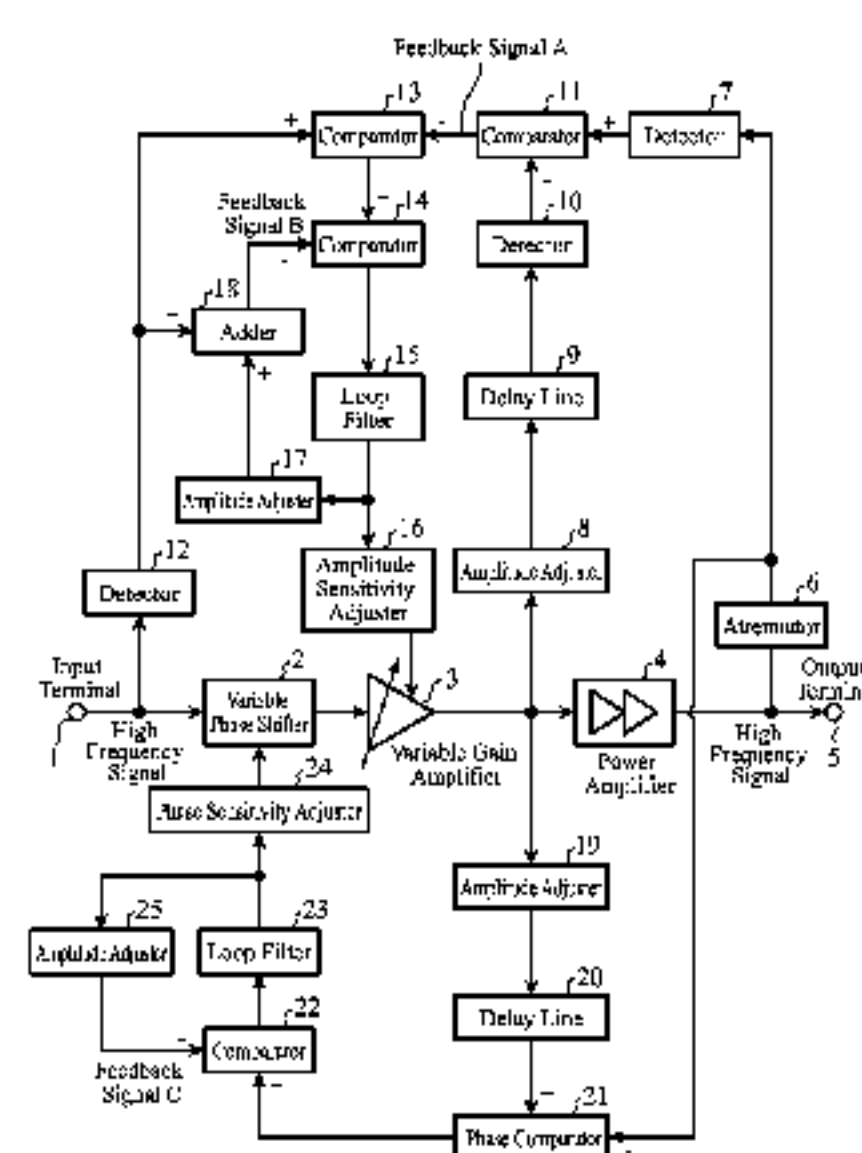 Feedback Signal A
13
11
7
+
-
+
Comparator
Comparator
Detector
-
-
Feedback
Signal B
14
10
Comparator
Detector
-
18
-
Adder
+
15
9
Loop
Filter
Delay Line
17
Amplitude Adjuster
16
8
12
Amplitude
Sensitivity
Adjuster
Amplitude Adjuster
Detector
6
Attenuator
Input
Terminal
2
3
4
Output
Terminal
Variable
Phase Shifter
1
High
Frequency
Signal
Variable Gain
Amplifier
Power
Amplifier
High
Frequency
Signal
5
24
Phase Sensitivity Adjuster
19
Amplitude Adjuster
25
23
Amplitude Adjuster
Loop Filter
20
Delay Line
22
-
Comparator
Feedback
Signal C
-
-
21
Phase Comparator